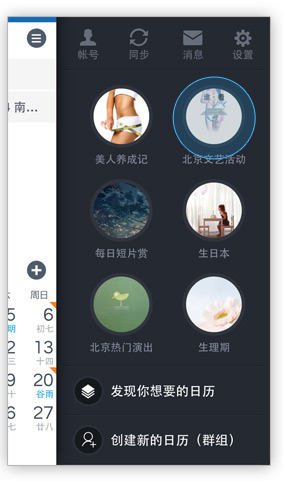 帐号 同步 消息 设置
4 南...
美人养成记 北京文艺活动
每日短片赏 生日本
北京热门演出 生理期
周日
5 6
明 初七
2 13
三 十四
9 20
十 谷雨
6 27
七 廿八
发现你想要的日历
创建新的日历（群组）